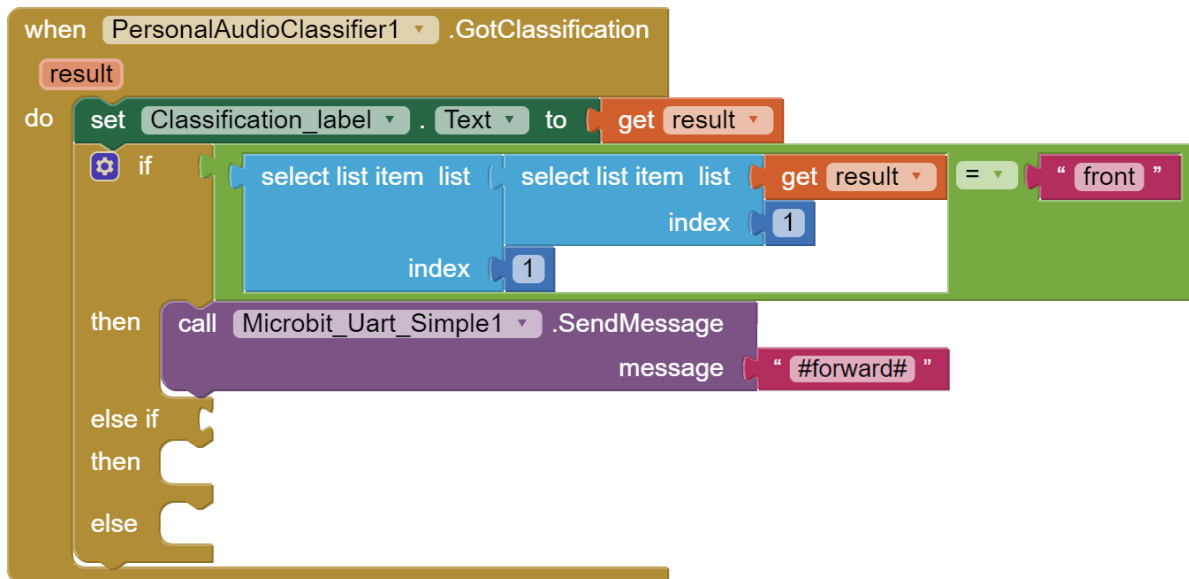 when PersonalAudioClassifier1 .GotClassification
result
do set Classification_label . Text to get result
if select list item list select list item list get result = " front "
index 1
index 1
then call Microbit_Uart_Simple1 .SendMessage
message " #forward# "
else if
then
else